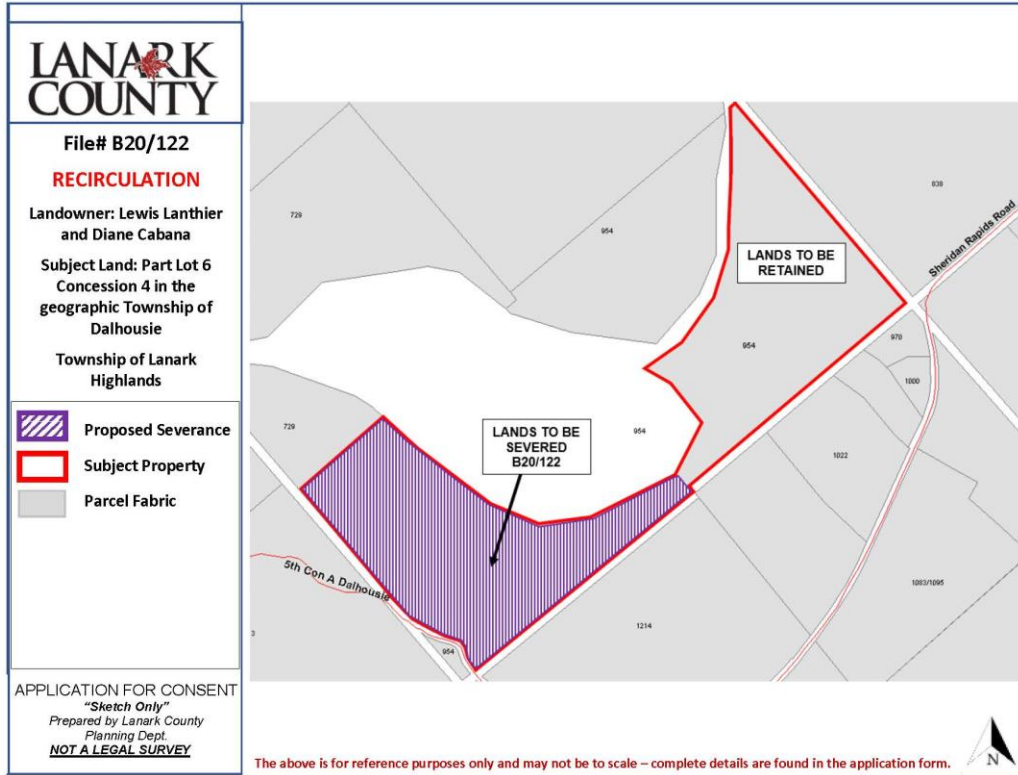 LANARK
COUNTY
File# B20/122
RECIRCULATION
Landowner: Lewis Lanthier
and Diane Cabana
Subject Land: Part Lot 6
Concession 4 in the
geographic Township of
Dalhousie
Township of Lanark
Highlands
Proposed Severance
Subject Property
Parcel Fabric
APPLICATION FOR CONSENT
"Sketch Only"
Prepared by Lanark County
Planning Dept.
NOT A LEGAL SURVEY
838
729
954
Sheridan Rapids Road
LANDS TO BE
RETAINED
954
970
1000
729
LANDS TO BE
SEVERED
B20/122
954
1022
5th Con A Dalhousie
1083/1095
1214
3
954
The above is for reference purposes only and may not be to scale – complete details are found in the application form.
N